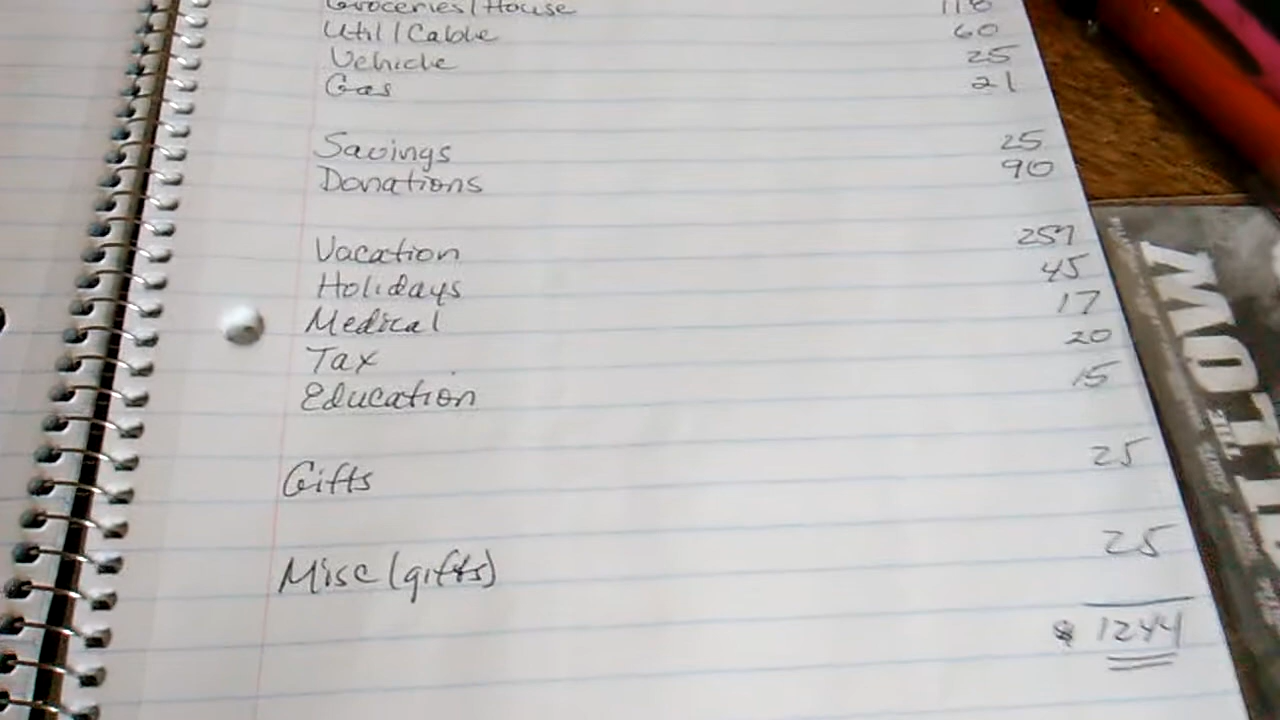 Groceries/House 118
Util/Cable 60
Vehicle 25
Gas 21
Savings 25
Donations 90
Vacation 257
Holidays 45
Medical 17
Tax 20
Education 15
Gifts 25
Misc (gifts) 25
$ 1244